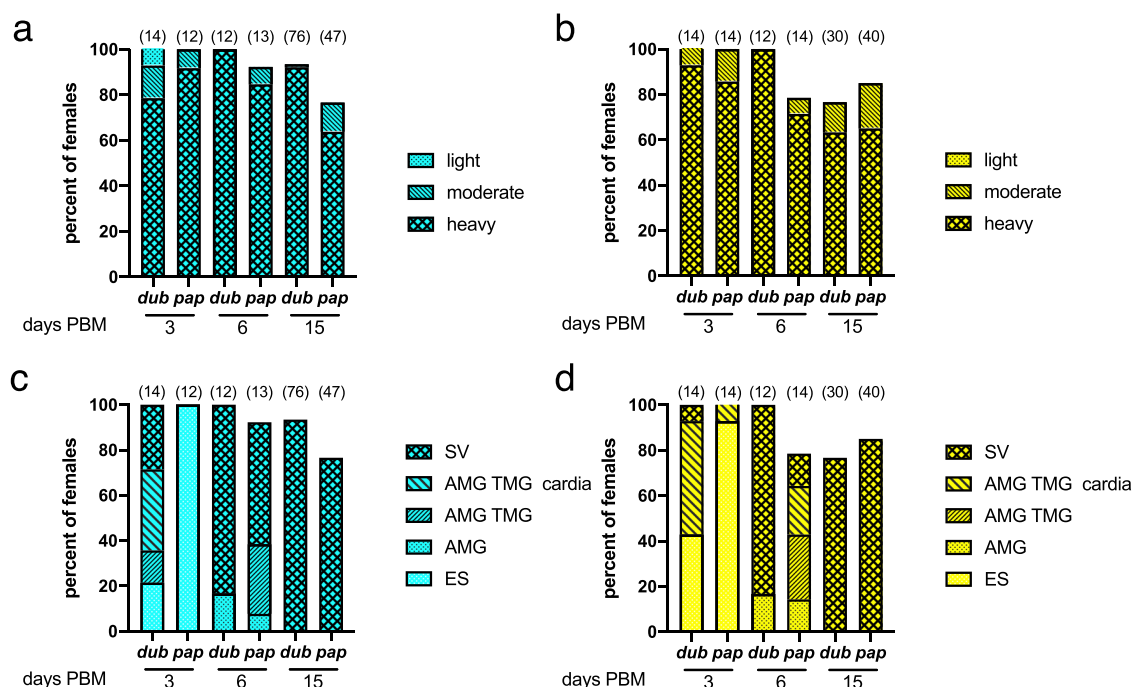 a
(14) (12) (12) (13) (76) (47)
percent of females
100
80
60
40
20
0
dub pap dub pap dub pap
days PBM
3 6 15
light
moderate
heavy
b
(14) (14) (12) (14) (30) (40)
percent of females
100
80
60
40
20
0
dub pap dub pap dub pap
days PBM
3 6 15
light
moderate
heavy
c
(14) (12) (12) (13) (76) (47)
percent of females
100
80
60
40
20
0
dub pap dub pap dub pap
days PBM
3 6 15
SV
AMG TMG cardia
AMG TMG
AMG
ES
d
(14) (14) (12) (14) (30) (40)
percent of females
100
80
60
40
20
0
dub pap dub pap dub pap
days PBM
3 6 15
SV
AMG TMG cardia
AMG TMG
AMG
ES